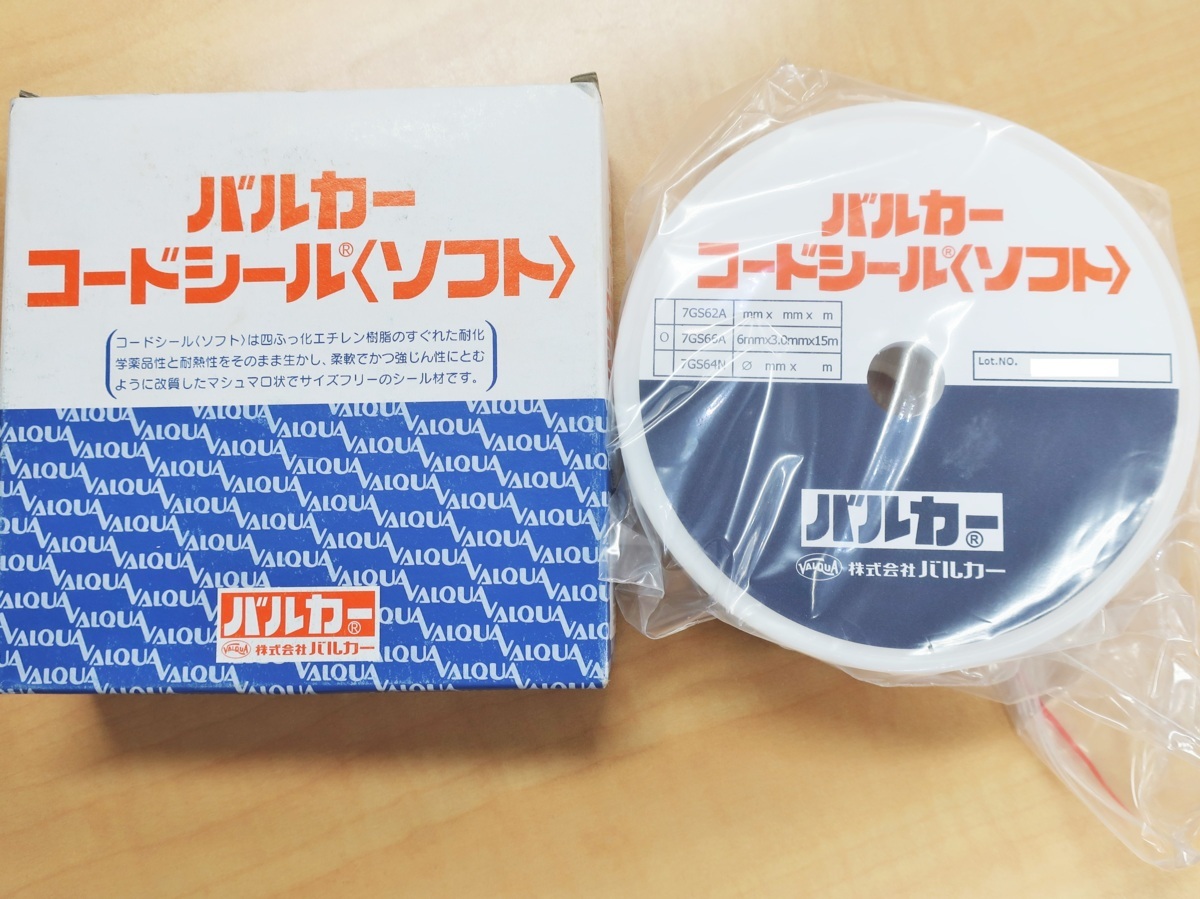 バルカー
コードシール®〈ソフト〉
コードシール〈ソフト〉は四ふっ化エチレン樹脂のすぐれた耐化
学薬品性と耐熱性をそのまま生かし、柔軟でかつ強じん性にとむ
ように改質したマシュマロ状でサイズフリーのシール材です。
VALQUA VALQUA VALQUA VALQUA
バルカー®
VALQUA 株式会社バルカー
バルカー
コードシール®〈ソフト〉
7GS62A mm x mm x m
O 7GS66A 6mmx3.0mmx15m
7GS64N ∅ mm x m
Lot.NO.
バルカー®
VALQUA 株式会社バルカー